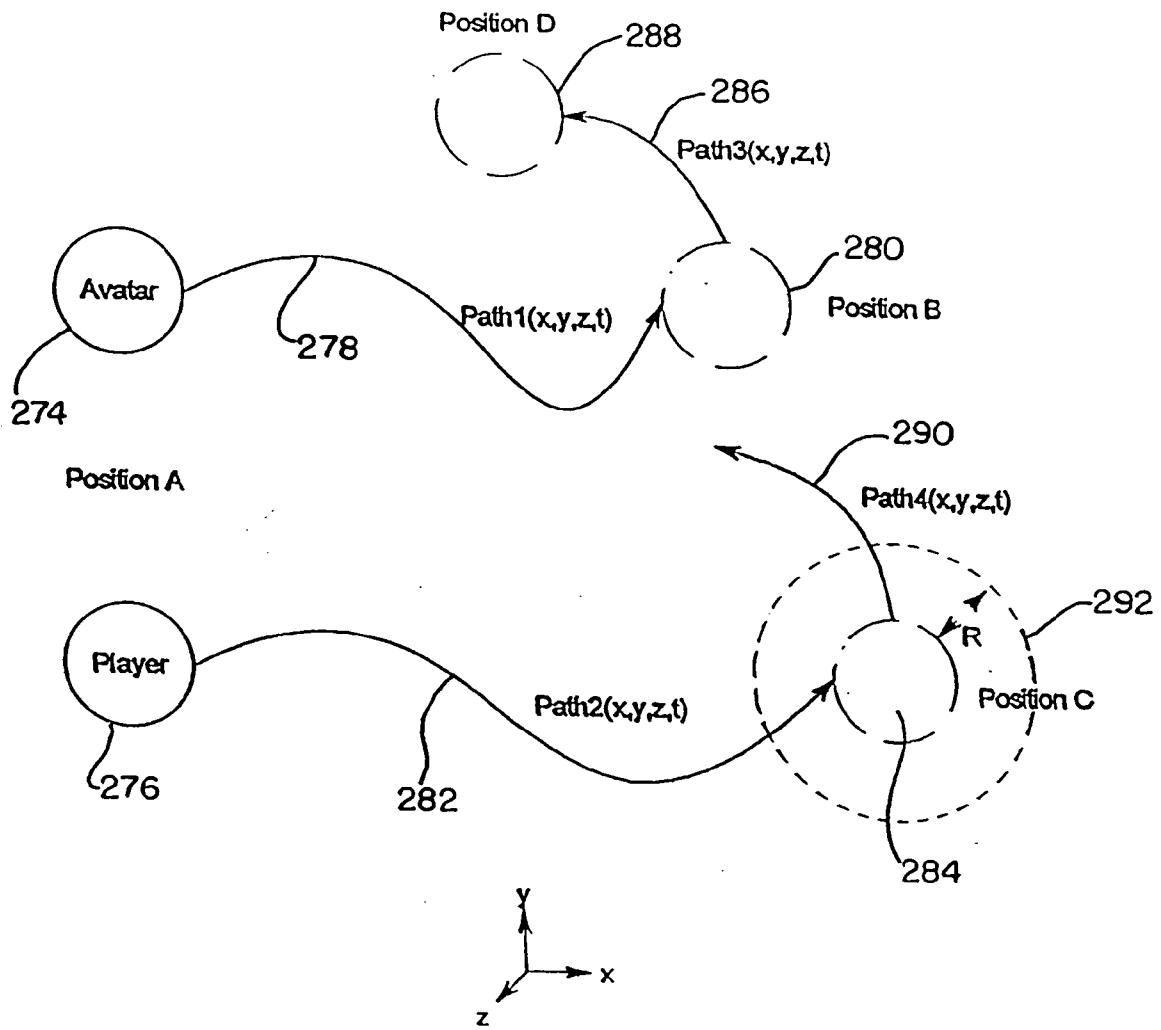 Position D
288
286
Path3(x,y,z,t)
Avatar
280
Position B
Path1(x,y,z,t)
278
274
290
Position A
Path4(x,y,z,t)
292
R
Player
Position C
Path2(x,y,z,t)
276
282
284
y
x
z